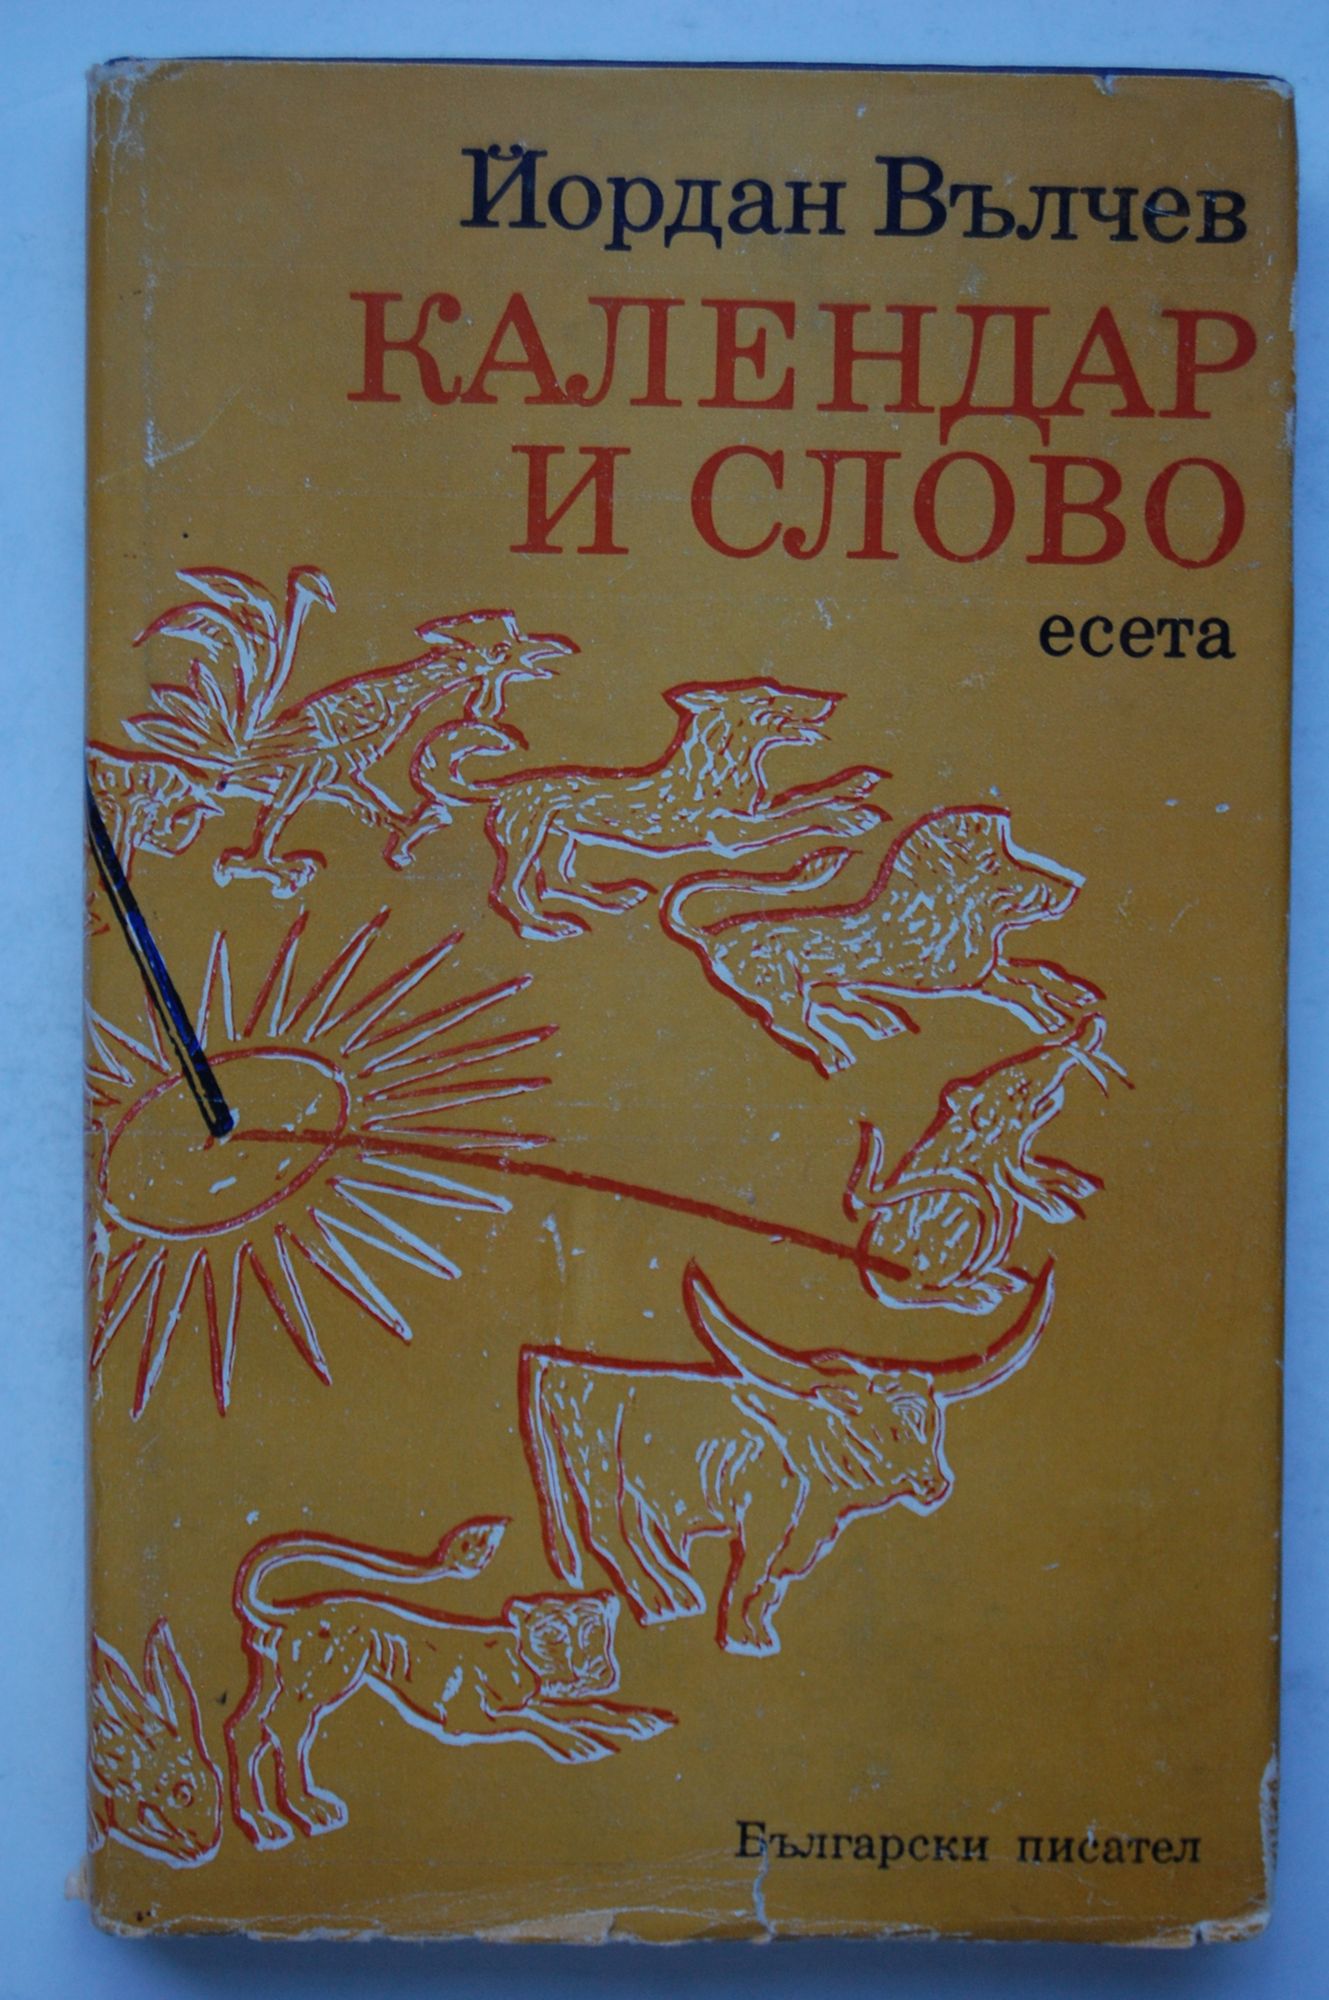 Йордан Вълчев
КАЛЕНДАР
И СЛОВО
есета
Български писател